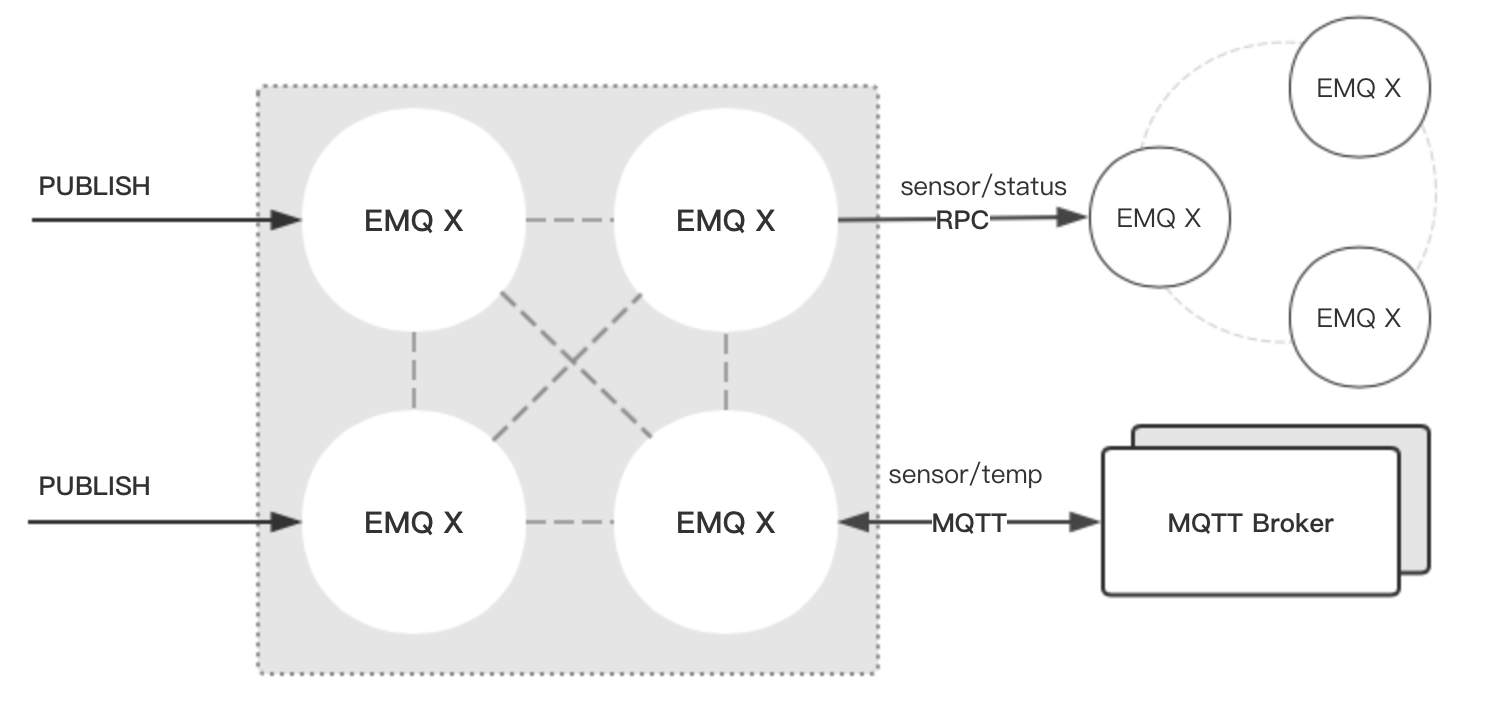 PUBLISH
EMQ X
EMQ X
sensor/status
RPC
EMQ X
EMQ X
EMQ X
PUBLISH
EMQ X
EMQ X
sensor/temp
MQTT
MQTT Broker